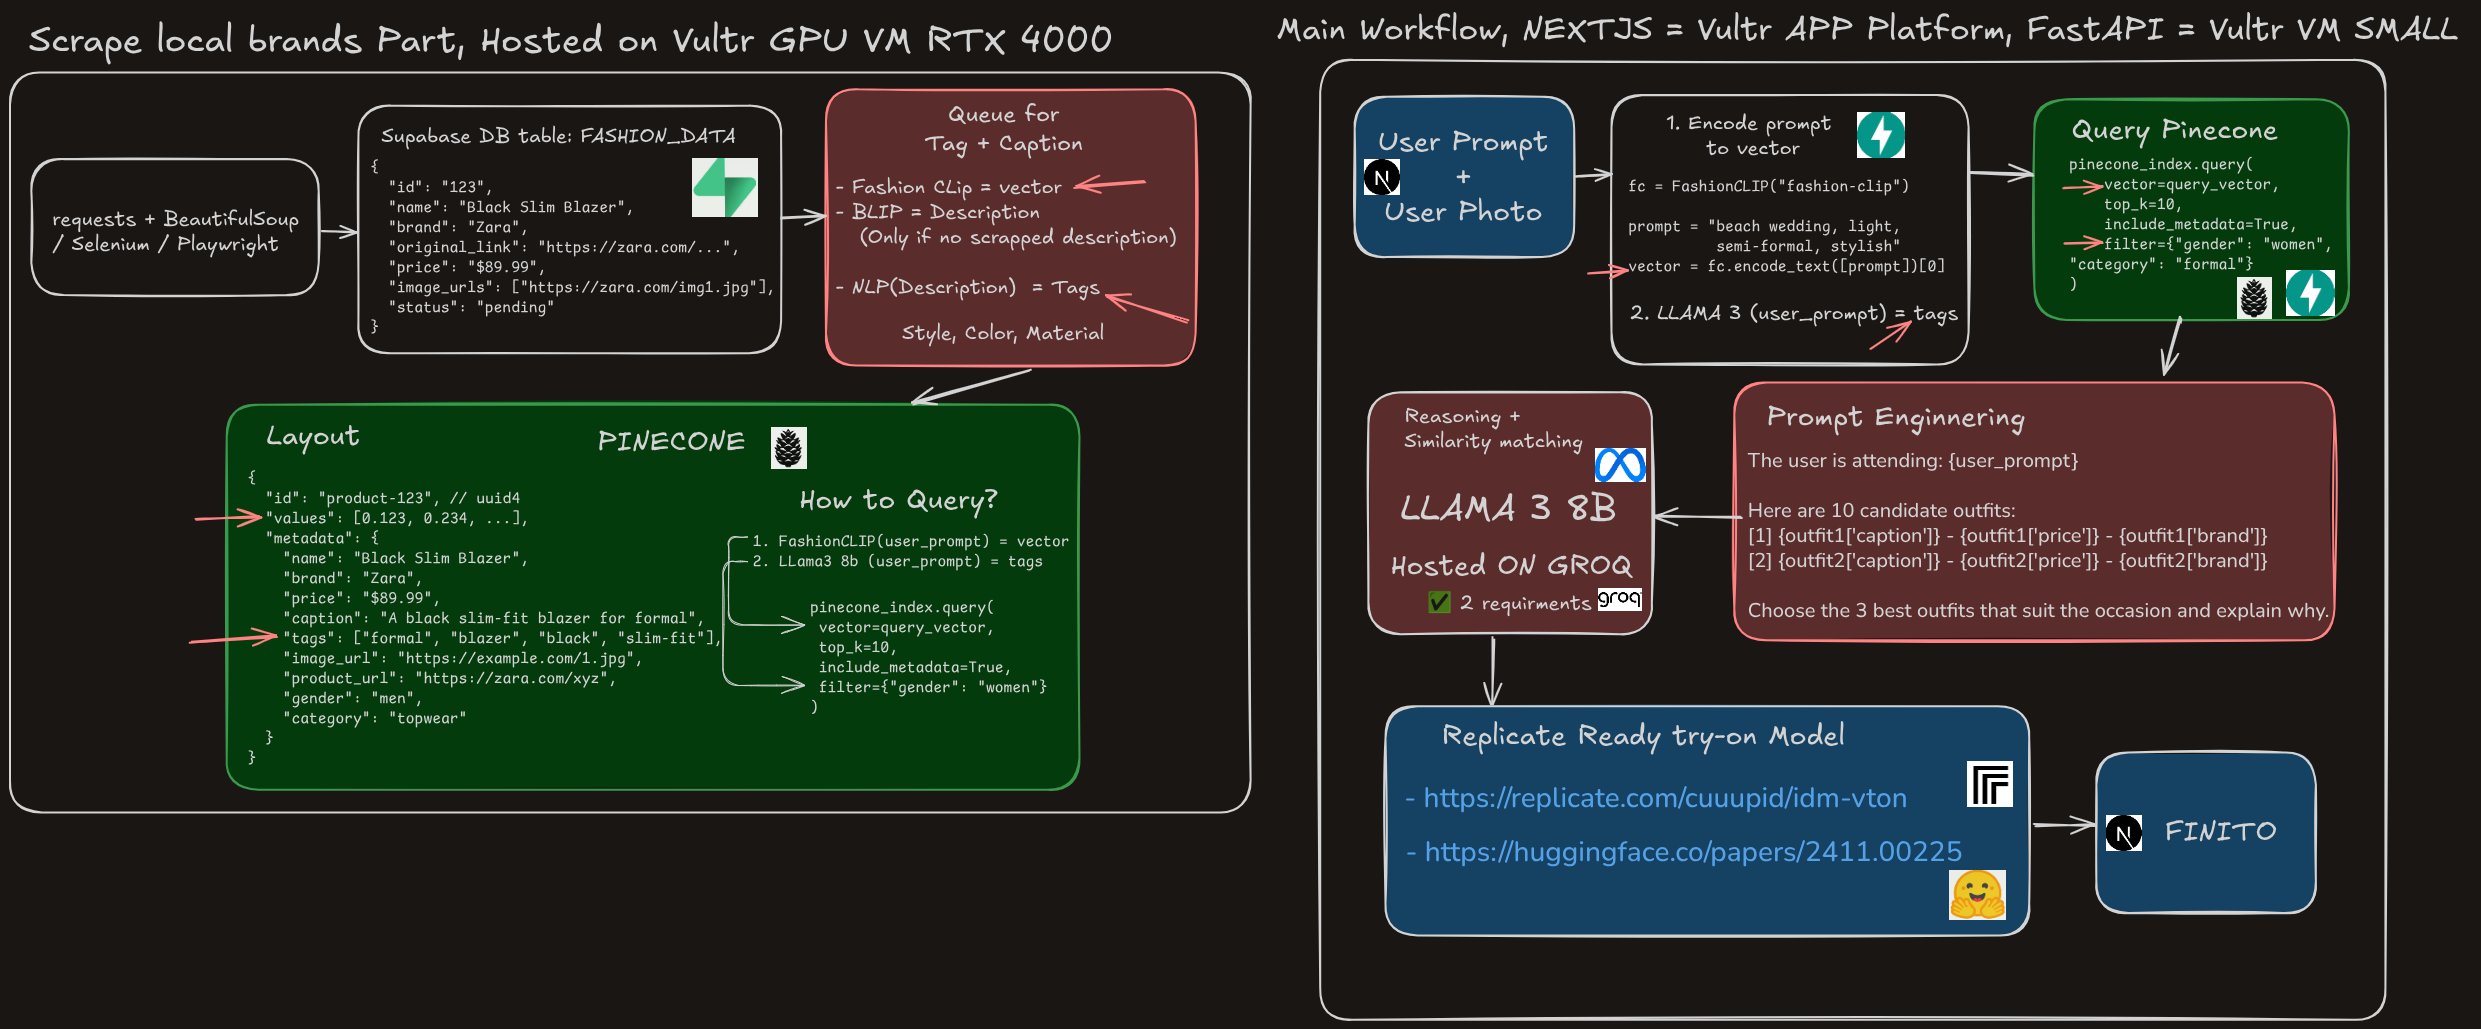 Scrape local brands Part, Hosted on Vultr GPU VM RTX 4000
requests + BeautifulSoup
/ Selenium / Playwright
Supabase DB table: FASHION_DATA
{
"id": "123",
"name": "Black Slim Blazer",
"brand": "Zara",
"original_link": "https://zara.com/...",
"price": "$89.99",
"image_urls": ["https://zara.com/img1.jpg"],
"status": "pending"
}
Queue for
Tag + Caption
- Fashion CLip = vector
- BLIP = Description
(Only if no scrapped description)
- NLP(Description) = Tags
Style, Color, Material
Layout
PINECONE
{
"id": "product-123", // uuid4
"values": [0.123, 0.234, ...],
"metadata": {
"name": "Black Slim Blazer",
"brand": "Zara",
"price": "$89.99",
"caption": "A black slim-fit blazer for formal",
"tags": ["formal", "blazer", "black", "slim-fit"],
"image_url": "https://example.com/1.jpg",
"product_url": "https://zara.com/xyz",
"gender": "men",
"category": "topwear"
}
}
How to Query?
1. FashionCLIP(user_prompt) = vector
2. LLama3 8b (user_prompt) = tags
pinecone_index.query(
vector=query_vector,
top_k=10,
include_metadata=True,
filter={"gender": "women"}
)
Main Workflow, NEXTJS = Vultr APP Platform, FastAPI = Vultr VM SMALL
User Prompt
N
+
User Photo
1. Encode prompt
to vector
fc = FashionCLIP("fashion-clip")
prompt = "beach wedding, light,
semi-formal, stylish"
vector = fc.encode_text([prompt])[0]
2. LLAMA 3 (user_prompt) = tags
Query Pinecone
pinecone_index.query(
vector=query_vector,
top_k=10,
include_metadata=True,
filter={"gender": "women",
"category": "formal"}
)
Prompt Enginnering
The user is attending: {user_prompt}
Here are 10 candidate outfits:
[1] {outfit1['caption']} - {outfit1['price']} - {outfit1['brand']}
[2] {outfit2['caption']} - {outfit2['price']} - {outfit2['brand']}
Choose the 3 best outfits that suit the occasion and explain why.
Reasoning +
Similarity matching
LLAMA 3 8B
Hosted ON GROQ
✅ 2 requirments groq
Replicate Ready try-on Model
- https://replicate.com/cuuupid/idm-vton
- https://huggingface.co/papers/2411.00225
N FINITO